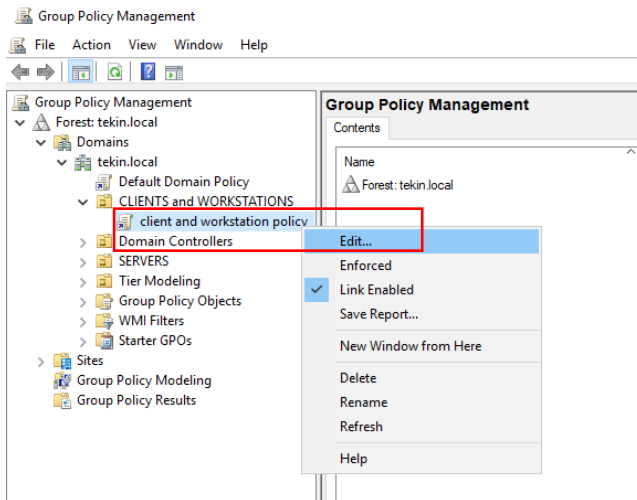 Group Policy Management
File Action View Window Help
Group Policy Management
Forest: tekin.local
Domains
tekin.local
Default Domain Policy
CLIENTS and WORKSTATIONS
client and workstation policy
Domain Controllers
SERVERS
Tier Modeling
Group Policy Objects
WMI Filters
Starter GPOs
Sites
Group Policy Modeling
Group Policy Results
Group Policy Management
Contents
Name
Forest: tekin.local
Edit...
Enforced
Link Enabled
Save Report...
New Window from Here
Delete
Rename
Refresh
Help